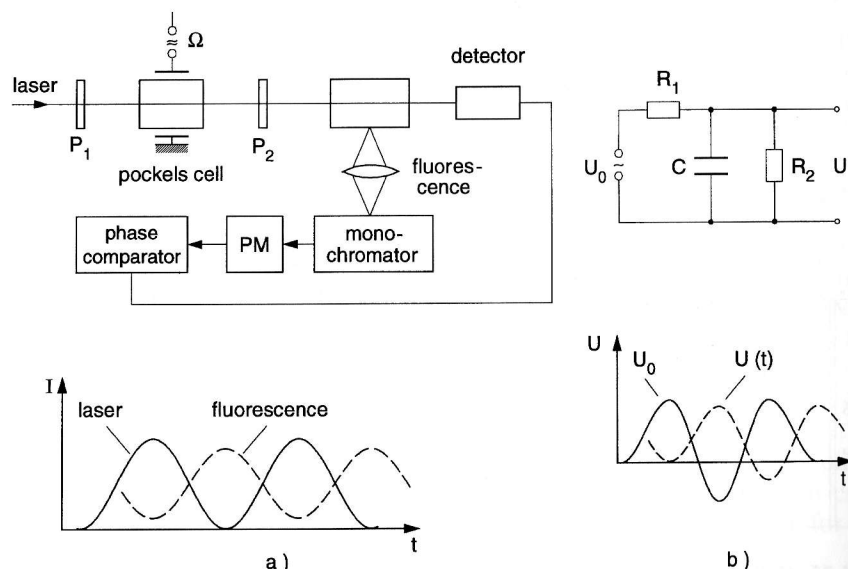 Ω
laser
detector
P1
pockels cell
P2
fluores-
cence
phase
comparator
PM
mono-
chromator
R1
U0
C
R2
U
I
laser
fluorescence
t
a )
U
U0
U (t)
t
b )